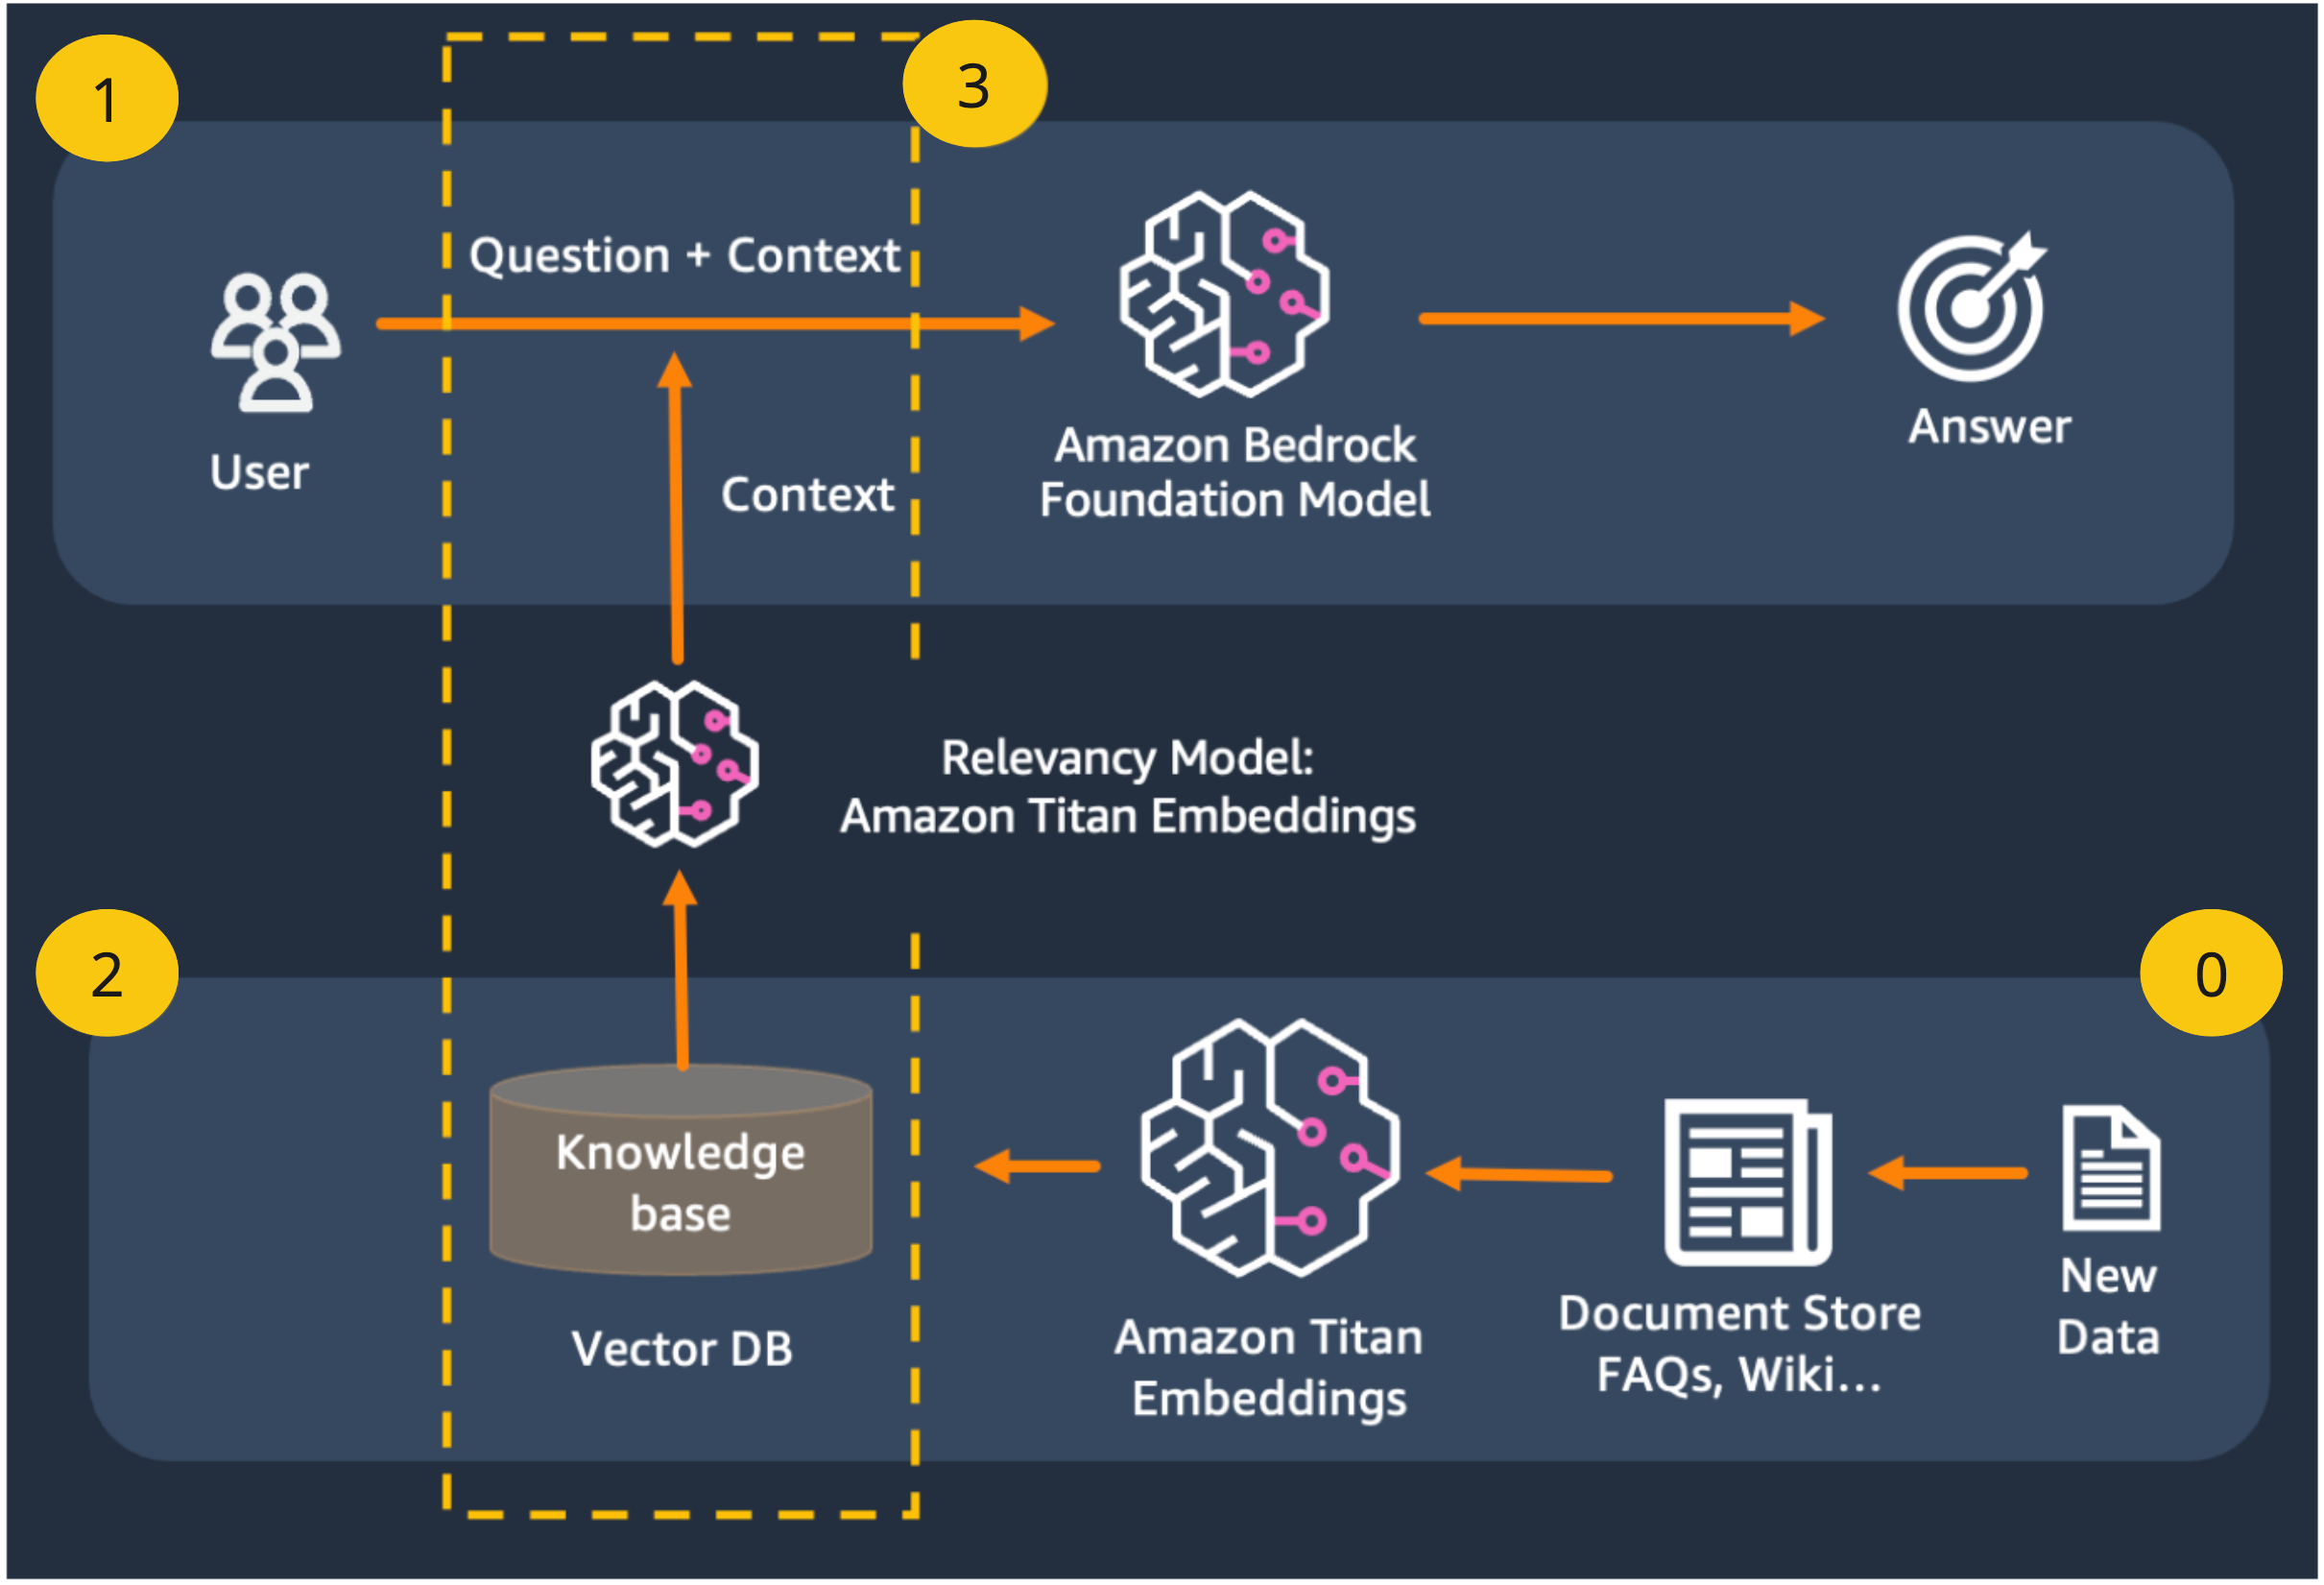 1
3
Question + Context
User
Context
Amazon Bedrock
Foundation Model
Answer
Relevancy Model:
Amazon Titan Embeddings
2
0
Knowledge
base
Vector DB
Amazon Titan
Embeddings
Document Store
FAQs, Wiki...
New
Data